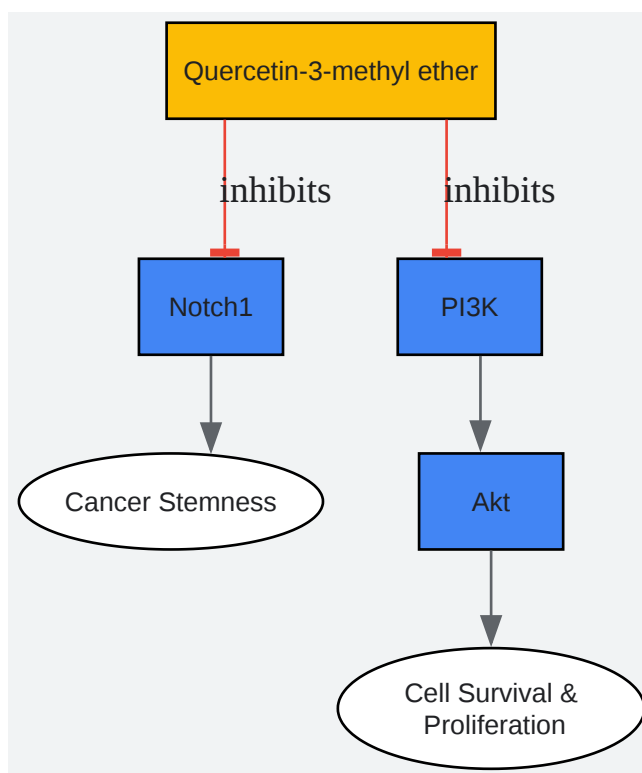 Quercetin-3-methyl ether
inhibits
inhibits
Notch1
PI3K
Cancer Stemness
Akt
Cell Survival &
Proliferation